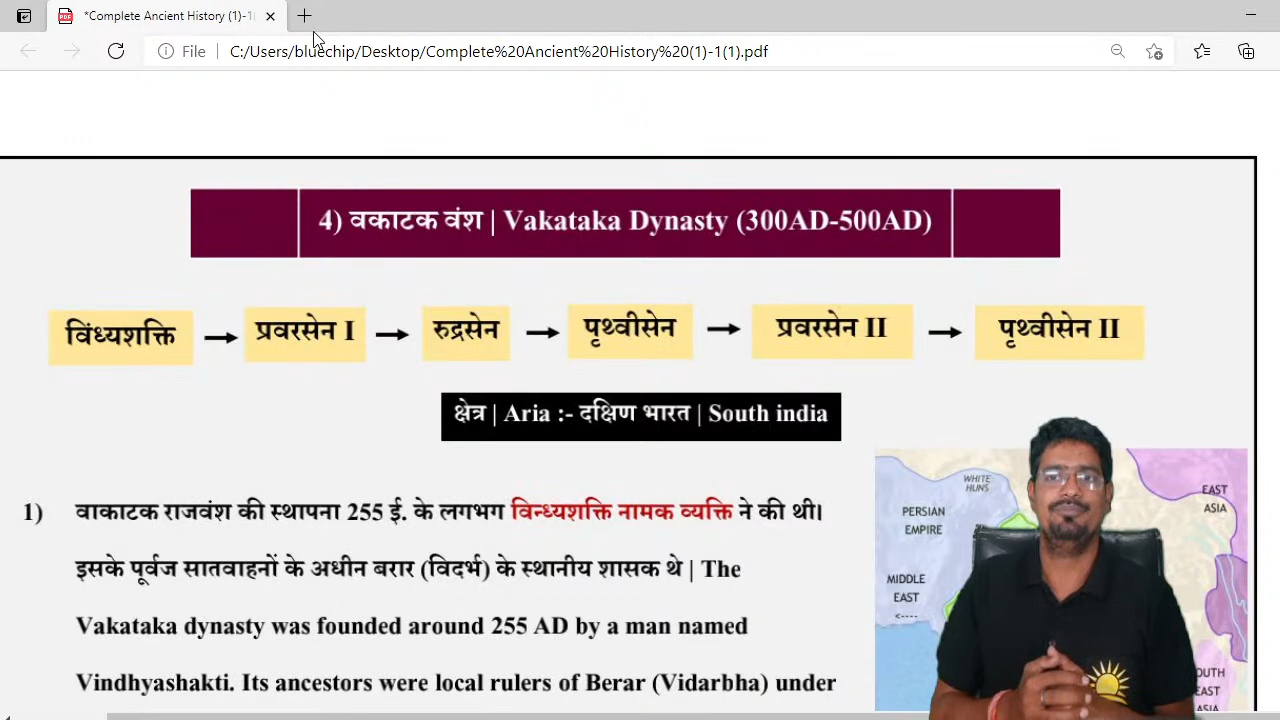 *Complete Ancient History (1)-1(
File
C:/Users/bluechip/Desktop/Complete%20Ancient%20History%20(1)-1(1).pdf
4) वकाटक वंश | Vakataka Dynasty (300AD-500AD)
विंध्यशक्ति → प्रवरसेन I → रुद्रसेन → पृथ्वीसेन → प्रवरसेन II → पृथ्वीसेन II
क्षेत्र | Aria :- दक्षिण भारत | South india
1) वाकाटक राजवंश की स्थापना 255 ई. के लगभग विन्ध्यशक्ति नामक व्यक्ति ने की थी।
इसके पूर्वज सातवाहनों के अधीन बरार (विदर्भ) के स्थानीय शासक थे | The
Vakataka dynasty was founded around 255 AD by a man named
Vindhyashakti. Its ancestors were local rulers of Berar (Vidarbha) under
WHITE
HUNS
PERSIAN
EMPIRE
MIDDLE
EAST
<----
EAST
ASIA
EAST